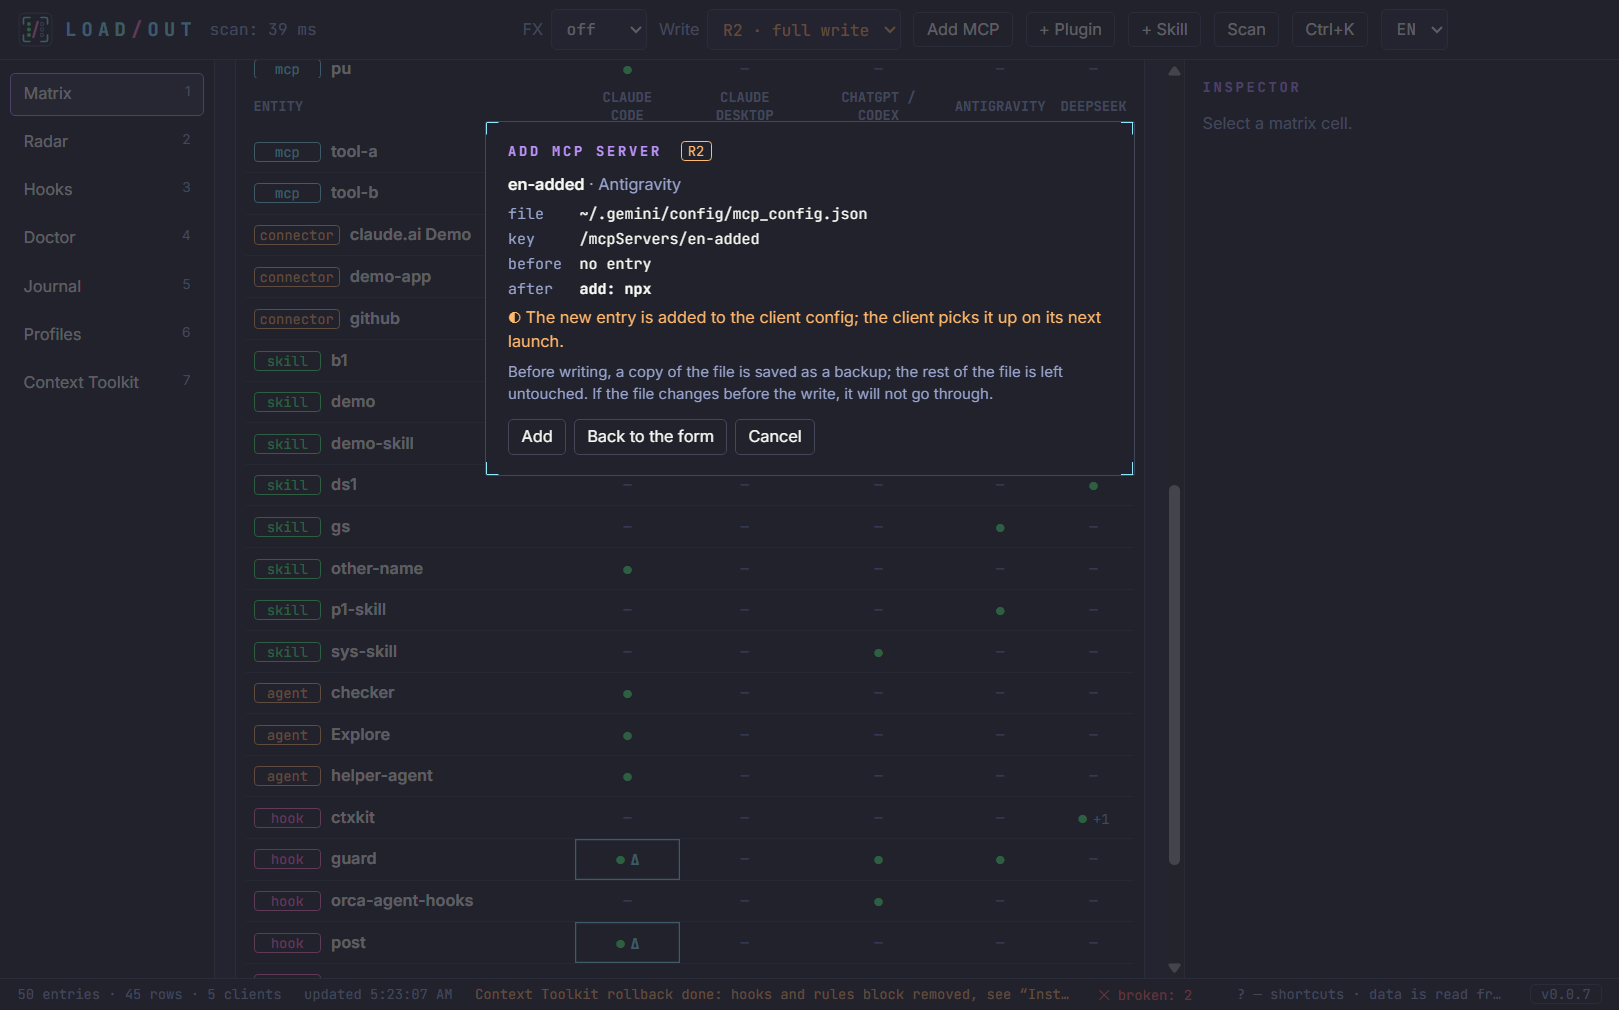 LOAD/OUT scan: 39 ms FX off Write R2 · full write Add MCP + Plugin + Skill Scan Ctrl+K EN
Matrix 1
Radar 2
Hooks 3
Doctor 4
Journal 5
Profiles 6
Context Toolkit 7
mcp pu – – – –
ENTITY CLAUDE CODE CLAUDE DESKTOP CHATGPT / CODEX ANTIGRAVITY DEEPSEEK
mcp tool-a
mcp tool-b
connector claude.ai Demo
connector demo-app
connector github
skill b1
skill demo
skill demo-skill
skill ds1 – – – –
skill gs – – – –
skill other-name – – – –
skill p1-skill – – – –
skill sys-skill – – – –
agent checker – – – –
agent Explore – – – –
agent helper-agent – – – –
hook ctxkit – – – – +1
hook guard Δ – –
hook orca-agent-hooks – – – –
hook post Δ – – – –
ADD MCP SERVER R2
en-added · Antigravity
file ~/.gemini/config/mcp_config.json
key /mcpServers/en-added
before no entry
after add: npx
The new entry is added to the client config; the client picks it up on its next
launch.
Before writing, a copy of the file is saved as a backup; the rest of the file is left
untouched. If the file changes before the write, it will not go through.
Add Back to the form Cancel
INSPECTOR
Select a matrix cell.
50 entries · 45 rows · 5 clients updated 5:23:07 AM Context Toolkit rollback done: hooks and rules block removed, see “Inst… ✕ broken: 2 ? – shortcuts · data is read fr… v0.0.7